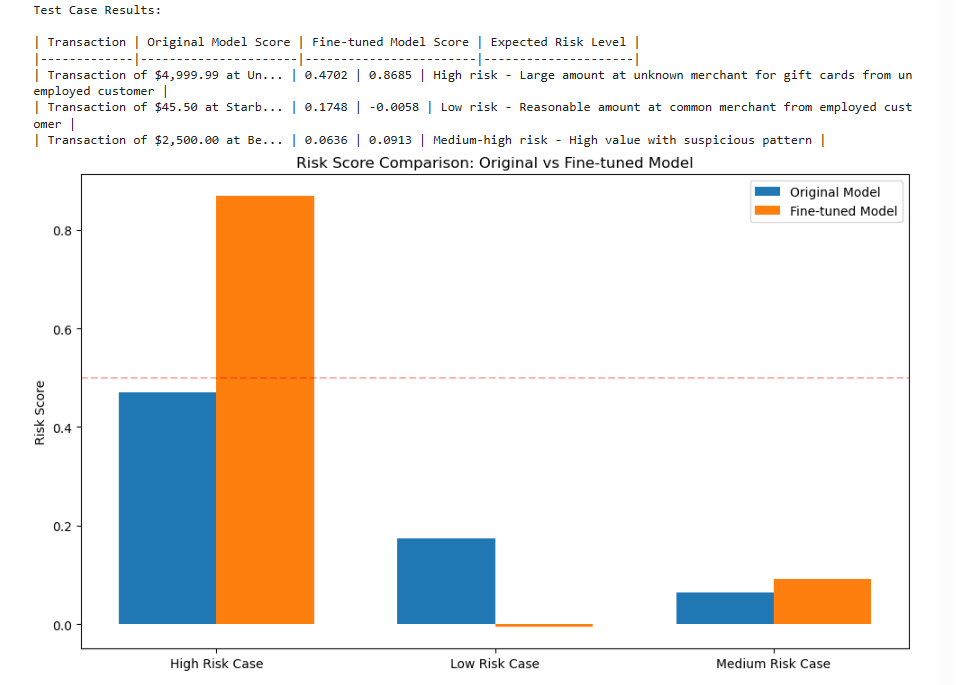 Test Case Results:
| Transaction | Original Model Score | Fine-tuned Model Score | Expected Risk Level |
|-------------|----------------------|------------------------|---------------------|
| Transaction of $4,999.99 at Un... | 0.4702 | 0.8685 | High risk - Large amount at unknown merchant for gift cards from un
employed customer |
| Transaction of $45.50 at Starb... | 0.1748 | -0.0058 | Low risk - Reasonable amount at common merchant from employed cust
omer |
| Transaction of $2,500.00 at Be... | 0.0636 | 0.0913 | Medium-high risk - High value with suspicious pattern |
Risk Score Comparison: Original vs Fine-tuned Model
Original Model
Fine-tuned Model
Risk Score
0.8
0.6
0.4
0.2
0.0
High Risk Case
Low Risk Case
Medium Risk Case